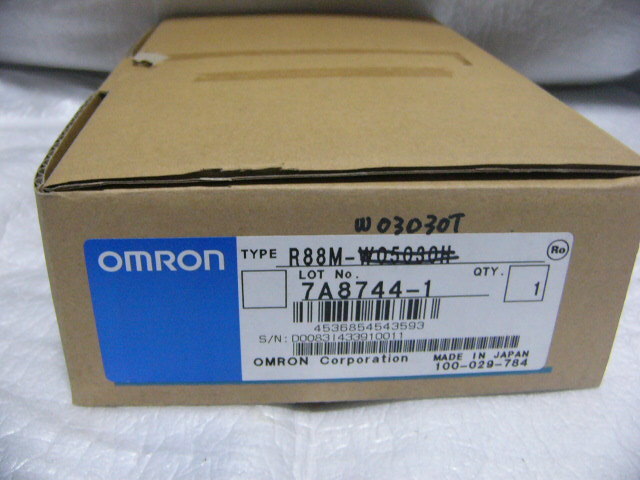 W03030T
OMRON
TYPE R88M-W05030H
Ro
LOT No. QTY.
7A8744-1 1
4536854543593
S/N: D00831433910011
OMRON Corporation MADE IN JAPAN
100-029-784